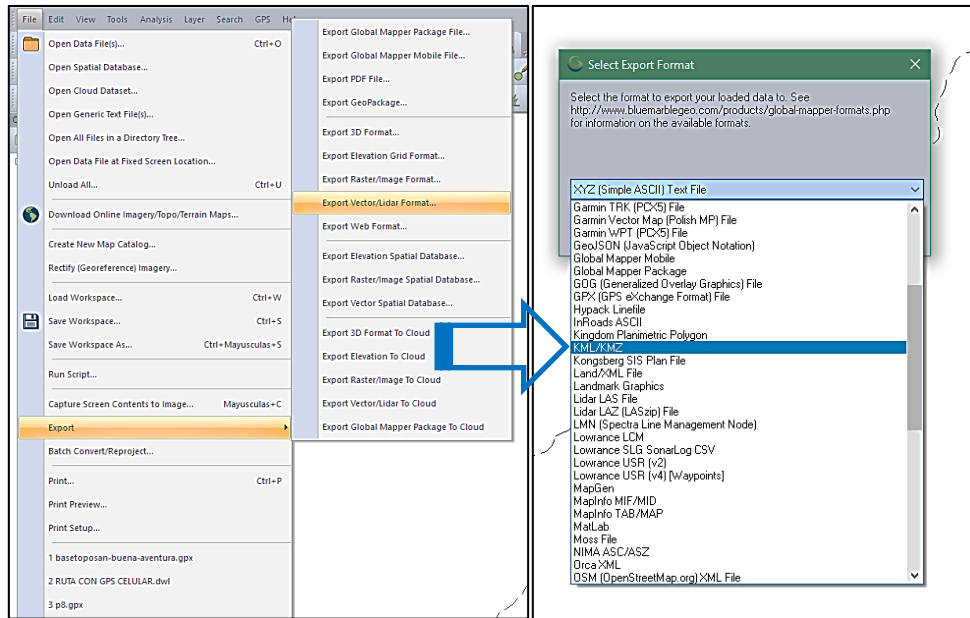 File Edit View Tools Analysis Layer Search GPS
Open Data File(s)... Ctrl+O
Open Spatial Database...
Open Cloud Dataset...
Open Generic Text File(s)...
Open All Files in a Directory Tree...
Open Data File at Fixed Screen Location...
Unload All... Ctrl+U
Download Online Imagery/Topo/Terrain Maps...
Create New Map Catalog...
Rectify (Georeference) Imagery...
Load Workspace... Ctrl+W
Save Workspace... Ctrl+S
Save Workspace As... Ctrl+Mayusculas+S
Run Script...
Capture Screen Contents to Image... Mayusculas+C
Export
Batch Convert/Reproject...
Print... Ctrl+P
Print Preview...
Print Setup...
1 basetoposan-buena-aventura.gpx
2 RUTA CON GPS CELULAR.dwl
3 p8.gpx
Export Global Mapper Package File...
Export Global Mapper Mobile File...
Export PDF File...
Export GeoPackage...
Export 3D Format...
Export Elevation Grid Format...
Export Raster/Image Format...
Export Vector/Lidar Format...
Export Web Format...
Export Elevation Spatial Database...
Export Raster/Image Spatial Database...
Export Vector Spatial Database...
Export 3D Format To Cloud
Export Elevation To Cloud
Export Raster/Image To Cloud
Export Vector/Lidar To Cloud
Export Global Mapper Package To Cloud
Select Export Format
Select the format to export your loaded data to. See
http://www.bluemarblegeo.com/products/global-mapper-formats.php
for information on the available formats.
XYZ (Simple ASCII) Text File
Garmin TRK (PCX5) File
Garmin Vector Map (Polish MP) File
Garmin WPT (PCX5) File
GeoJSON (JavaScript Object Notation)
Global Mapper Mobile
Global Mapper Package
GOG (Generalized Overlay Graphics) File
GPX (GPS eXchange Format) File
Hypack Linefile
InRoads ASCII
Kingdom Planimetric Polygon
KML/KMZ
Kongsberg SIS Plan File
Land/XML File
Landmark Graphics
Lidar LAS File
Lidar LAZ (LASzip) File
LMN (Spectra Line Management Node)
Lowrance LCM
Lowrance SLG SonarLog CSV
Lowrance USR (v2)
Lowrance USR (v4) [Waypoints]
MapGen
MapInfo MIF/MID
MapInfo TAB/MAP
MatLab
Moss File
NIMA ASC/ASZ
Orca XML
OSM (OpenStreetMap.org) XML File